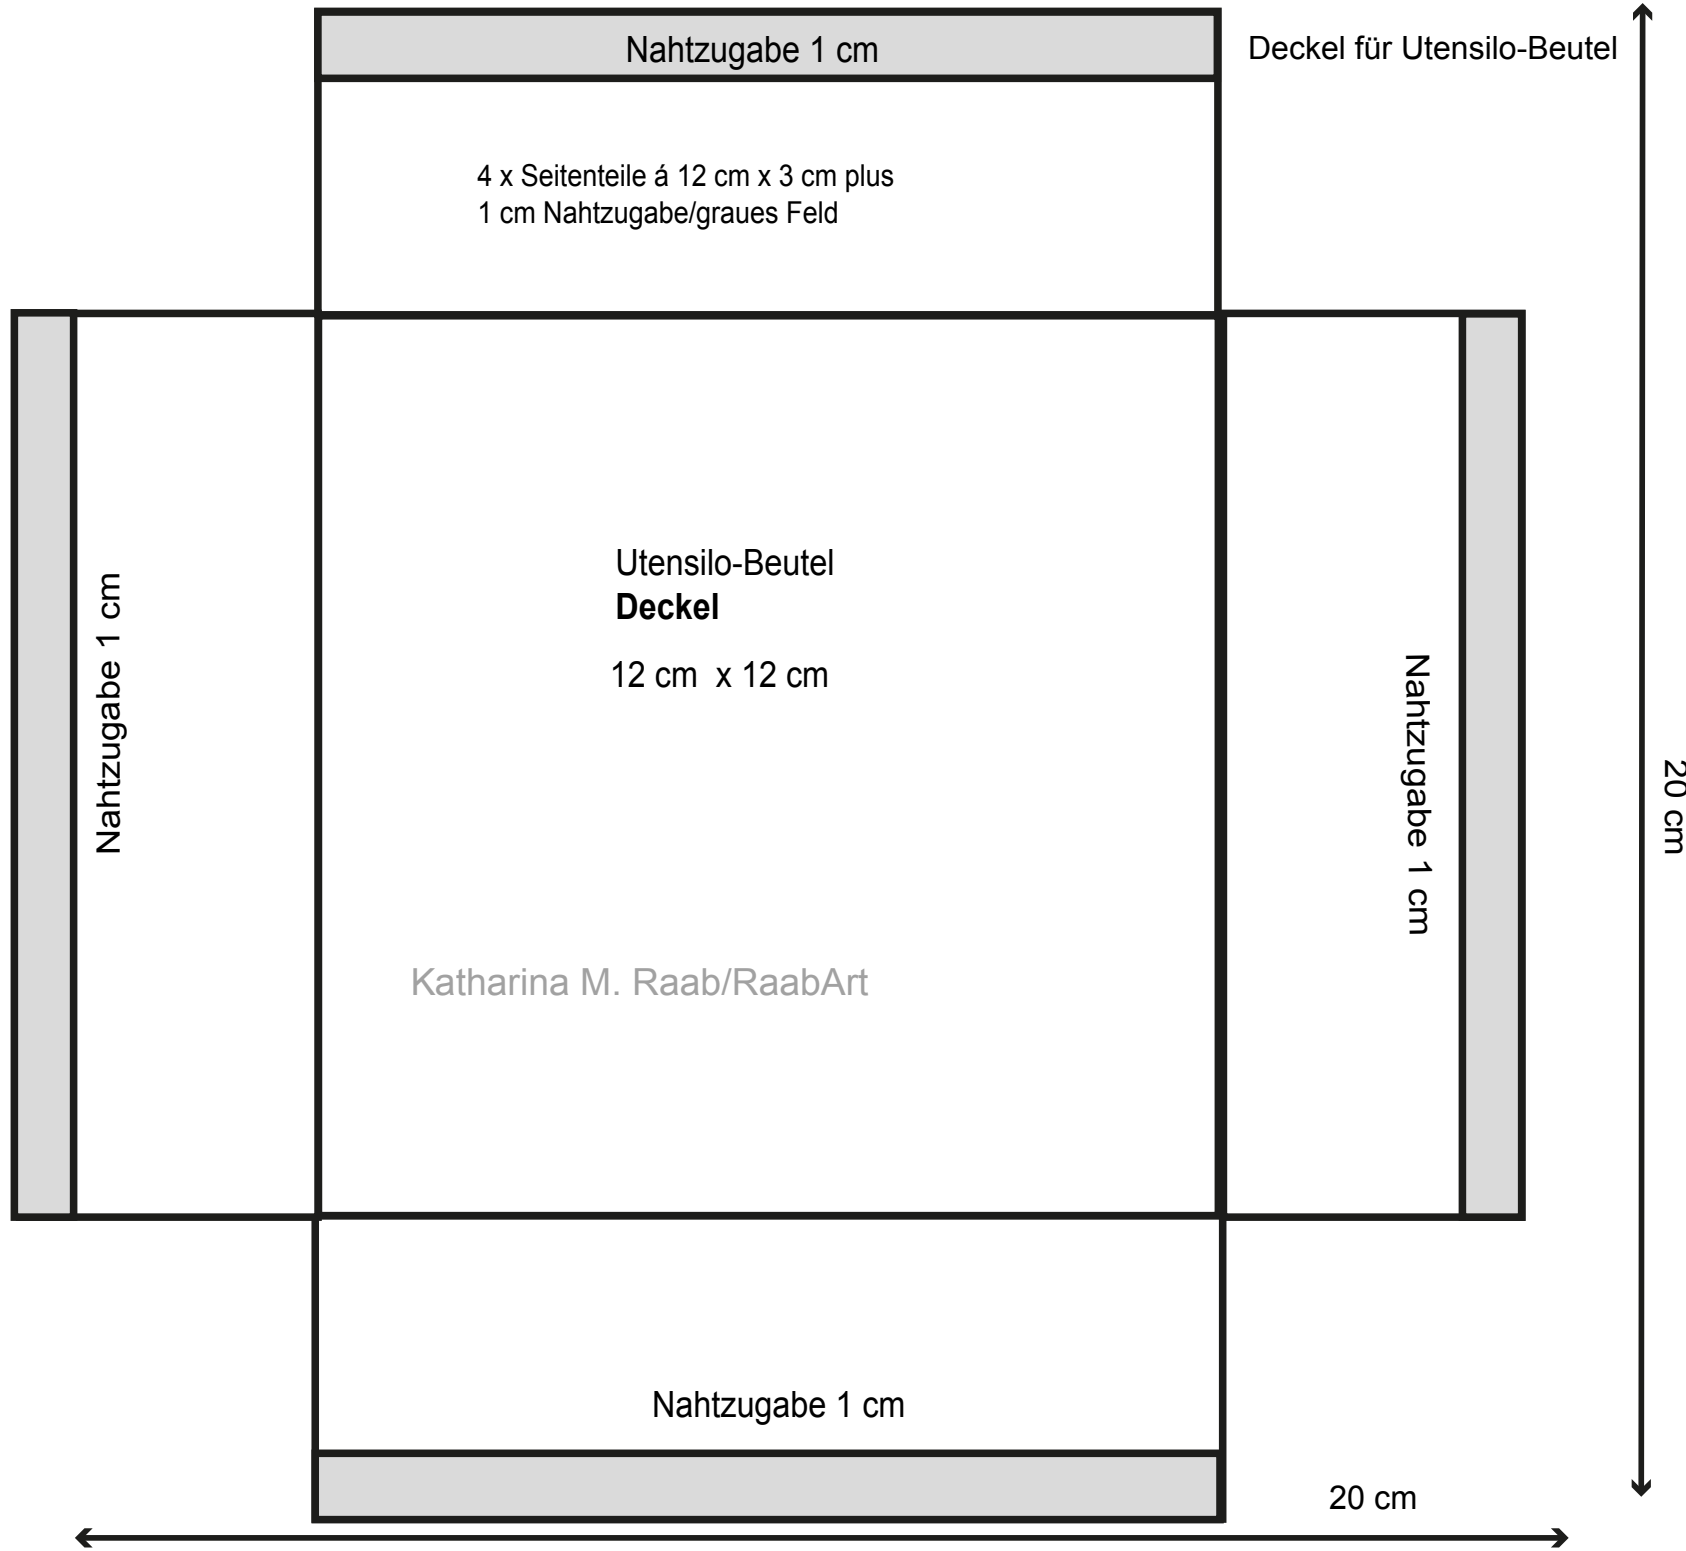 Nahtzugabe 1 cm
Deckel für Utensilo-Beutel
4 x Seitenteile á 12 cm x 3 cm plus
1 cm Nahtzugabe/graues Feld
Utensilo-Beutel
Deckel
12 cm x 12 cm
Nahtzugabe 1 cm
Nahtzugabe 1 cm
20 cm
Katharina M. Raab/RaabArt
Nahtzugabe 1 cm
20 cm